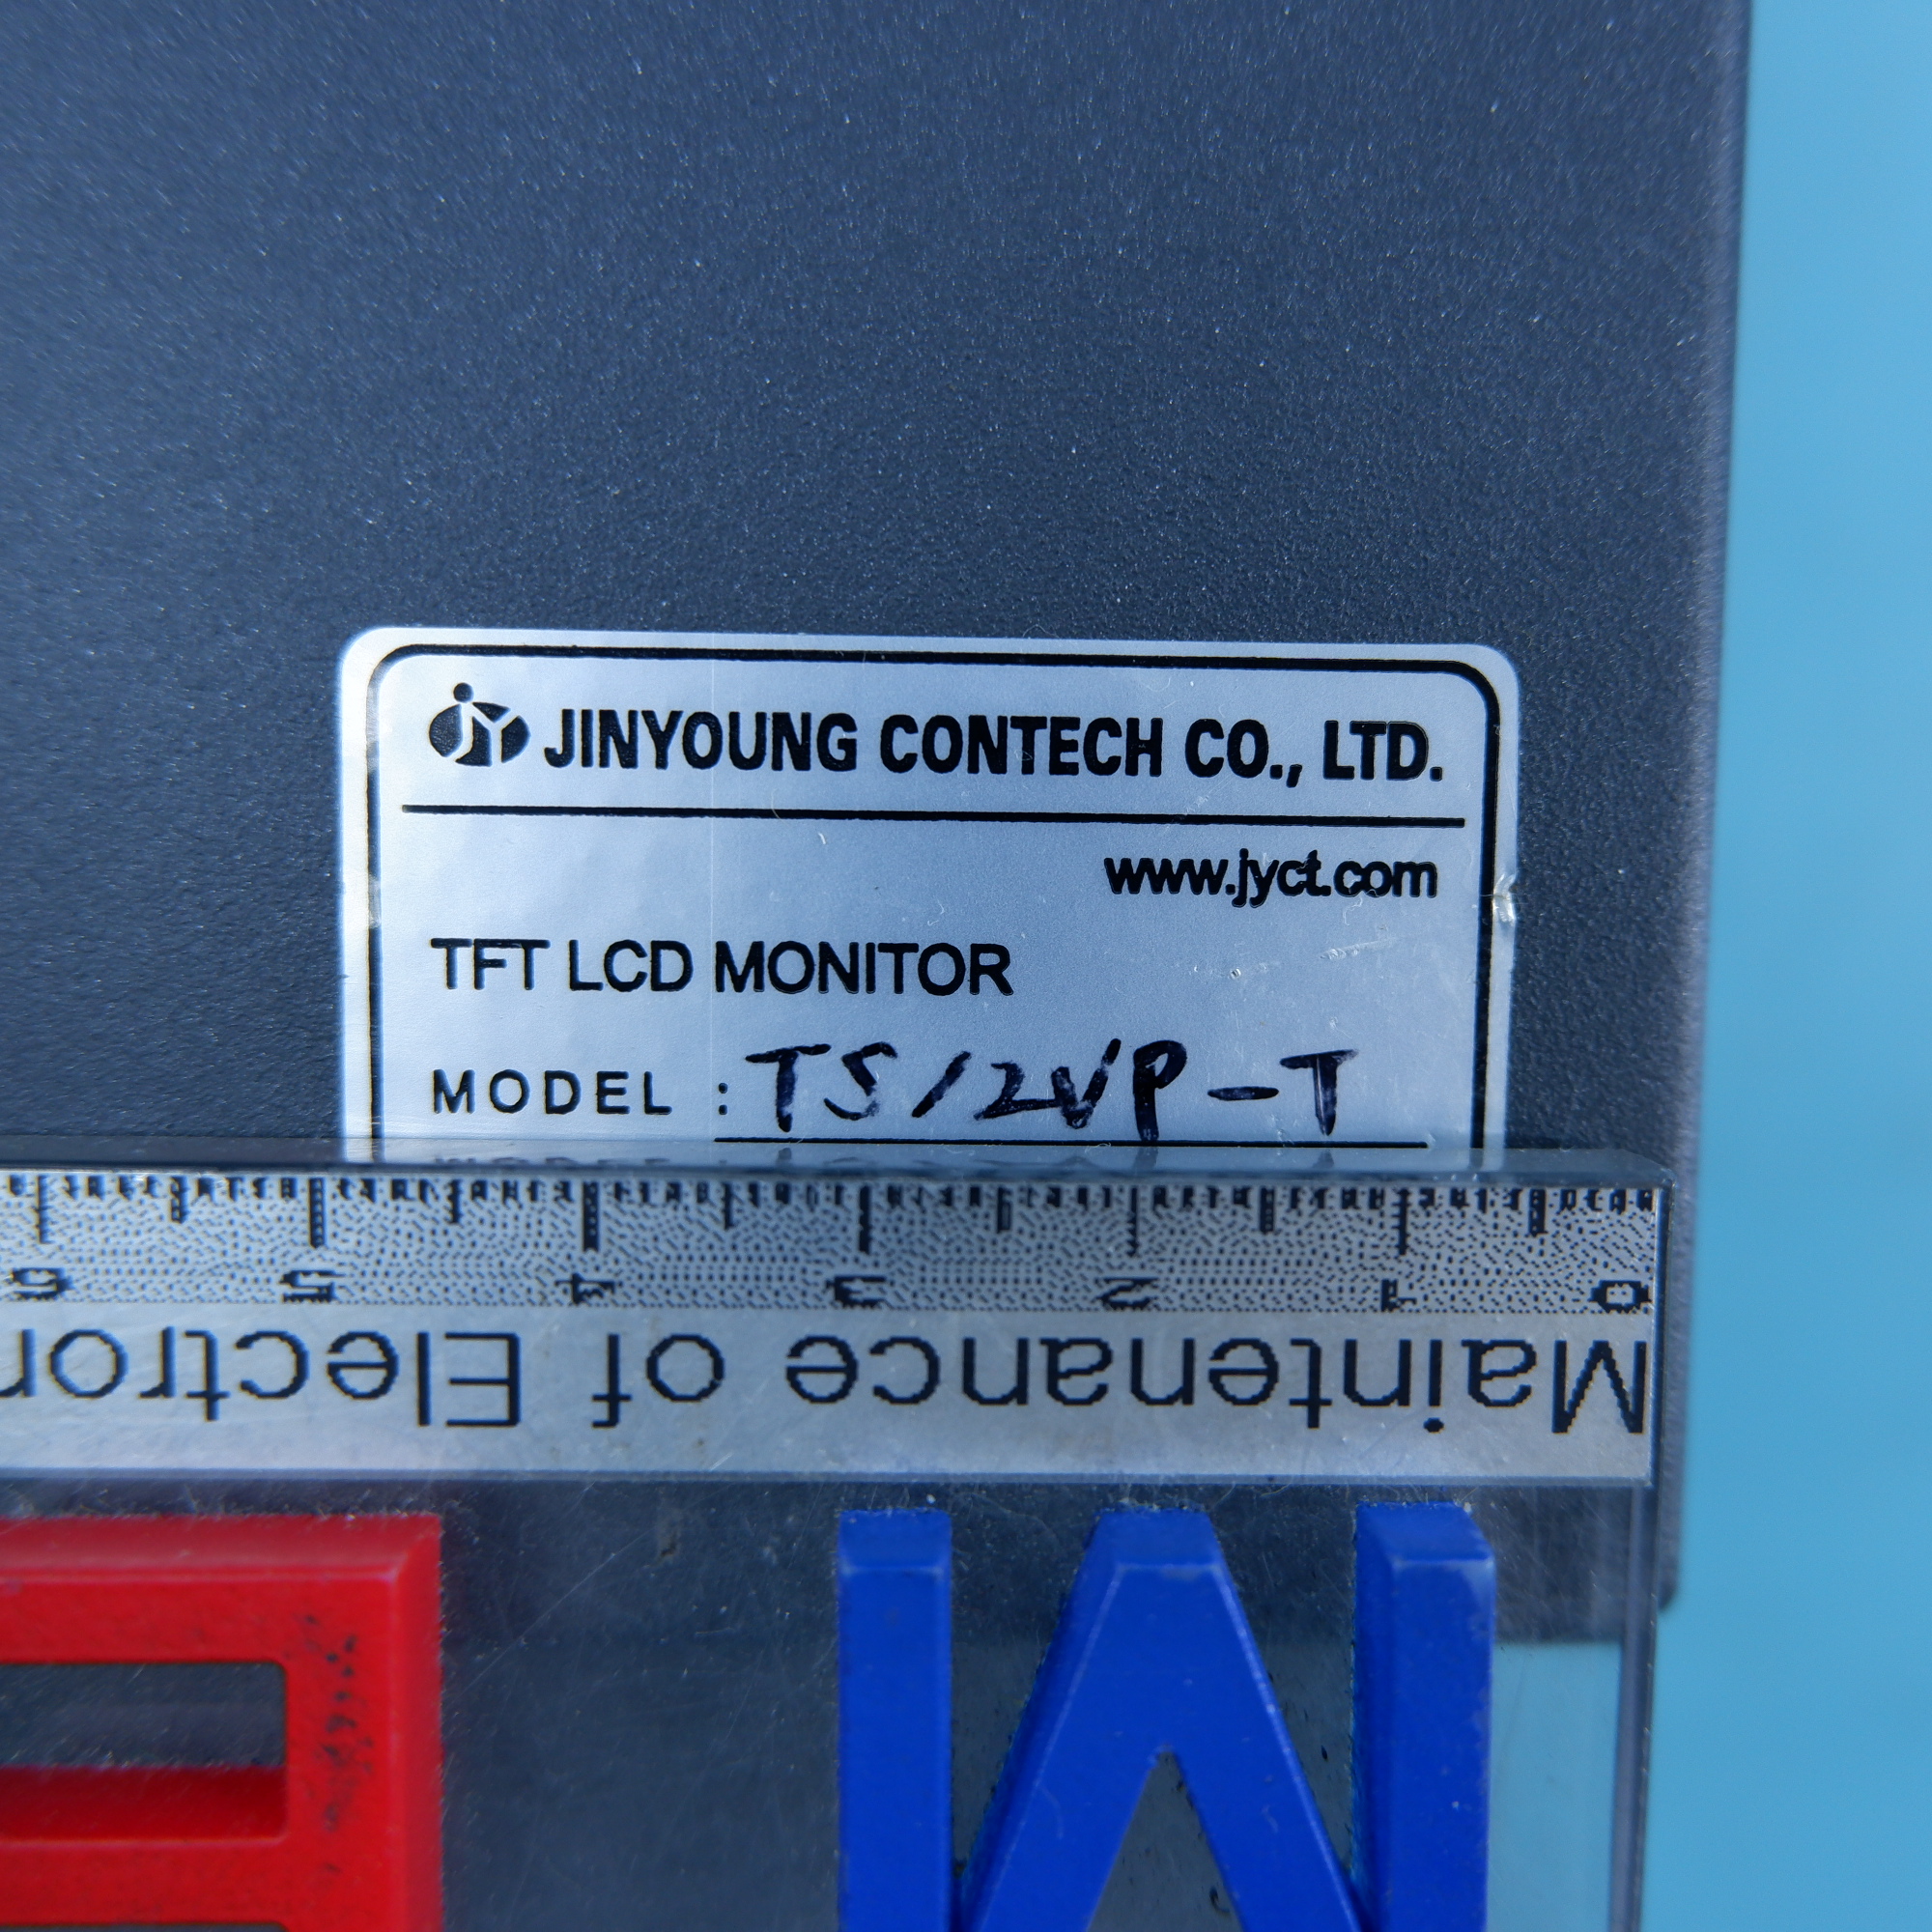 JY JINYOUNG CONTECH CO., LTD.
www.jyct.com
TFT LCD MONITOR
MODEL : TS12VP-T
0 1 2 3 4 5 6
Maintenance of Electron
M